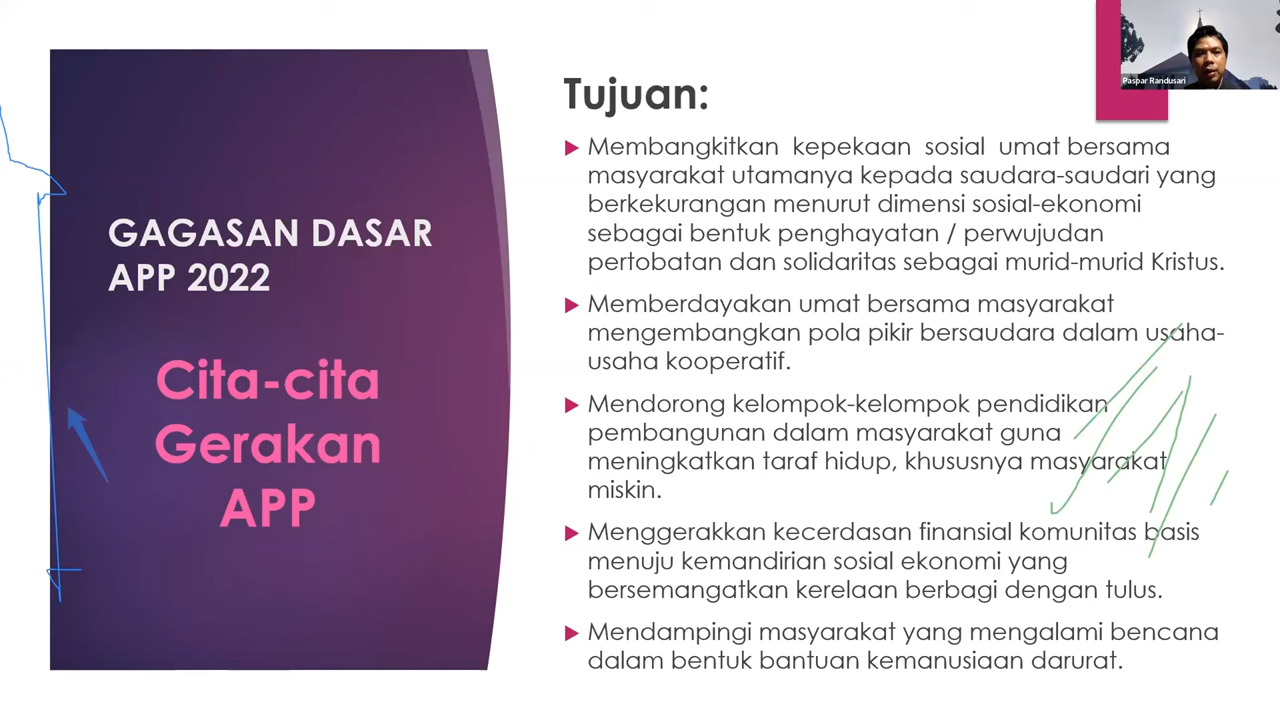 Paspar Randusari
GAGASAN DASAR
APP 2022
Cita-cita
Gerakan
APP
Tujuan:
Membangkitkan kepekaan sosial umat bersama
masyarakat utamanya kepada saudara-saudari yang
berkekurangan menurut dimensi sosial-ekonomi
sebagai bentuk penghayatan / perwujudan
pertobatan dan solidaritas sebagai murid-murid Kristus.
Memberdayakan umat bersama masyarakat
mengembangkan pola pikir bersaudara dalam usaha-
usaha kooperatif.
Mendorong kelompok-kelompok pendidikan
pembangunan dalam masyarakat guna
meningkatkan taraf hidup, khususnya masyarakat
miskin.
Menggerakkan kecerdasan finansial komunitas basis
menuju kemandirian sosial ekonomi yang
bersemangatkan kerelaan berbagi dengan tulus.
Mendampingi masyarakat yang mengalami bencana
dalam bentuk bantuan kemanusiaan darurat.